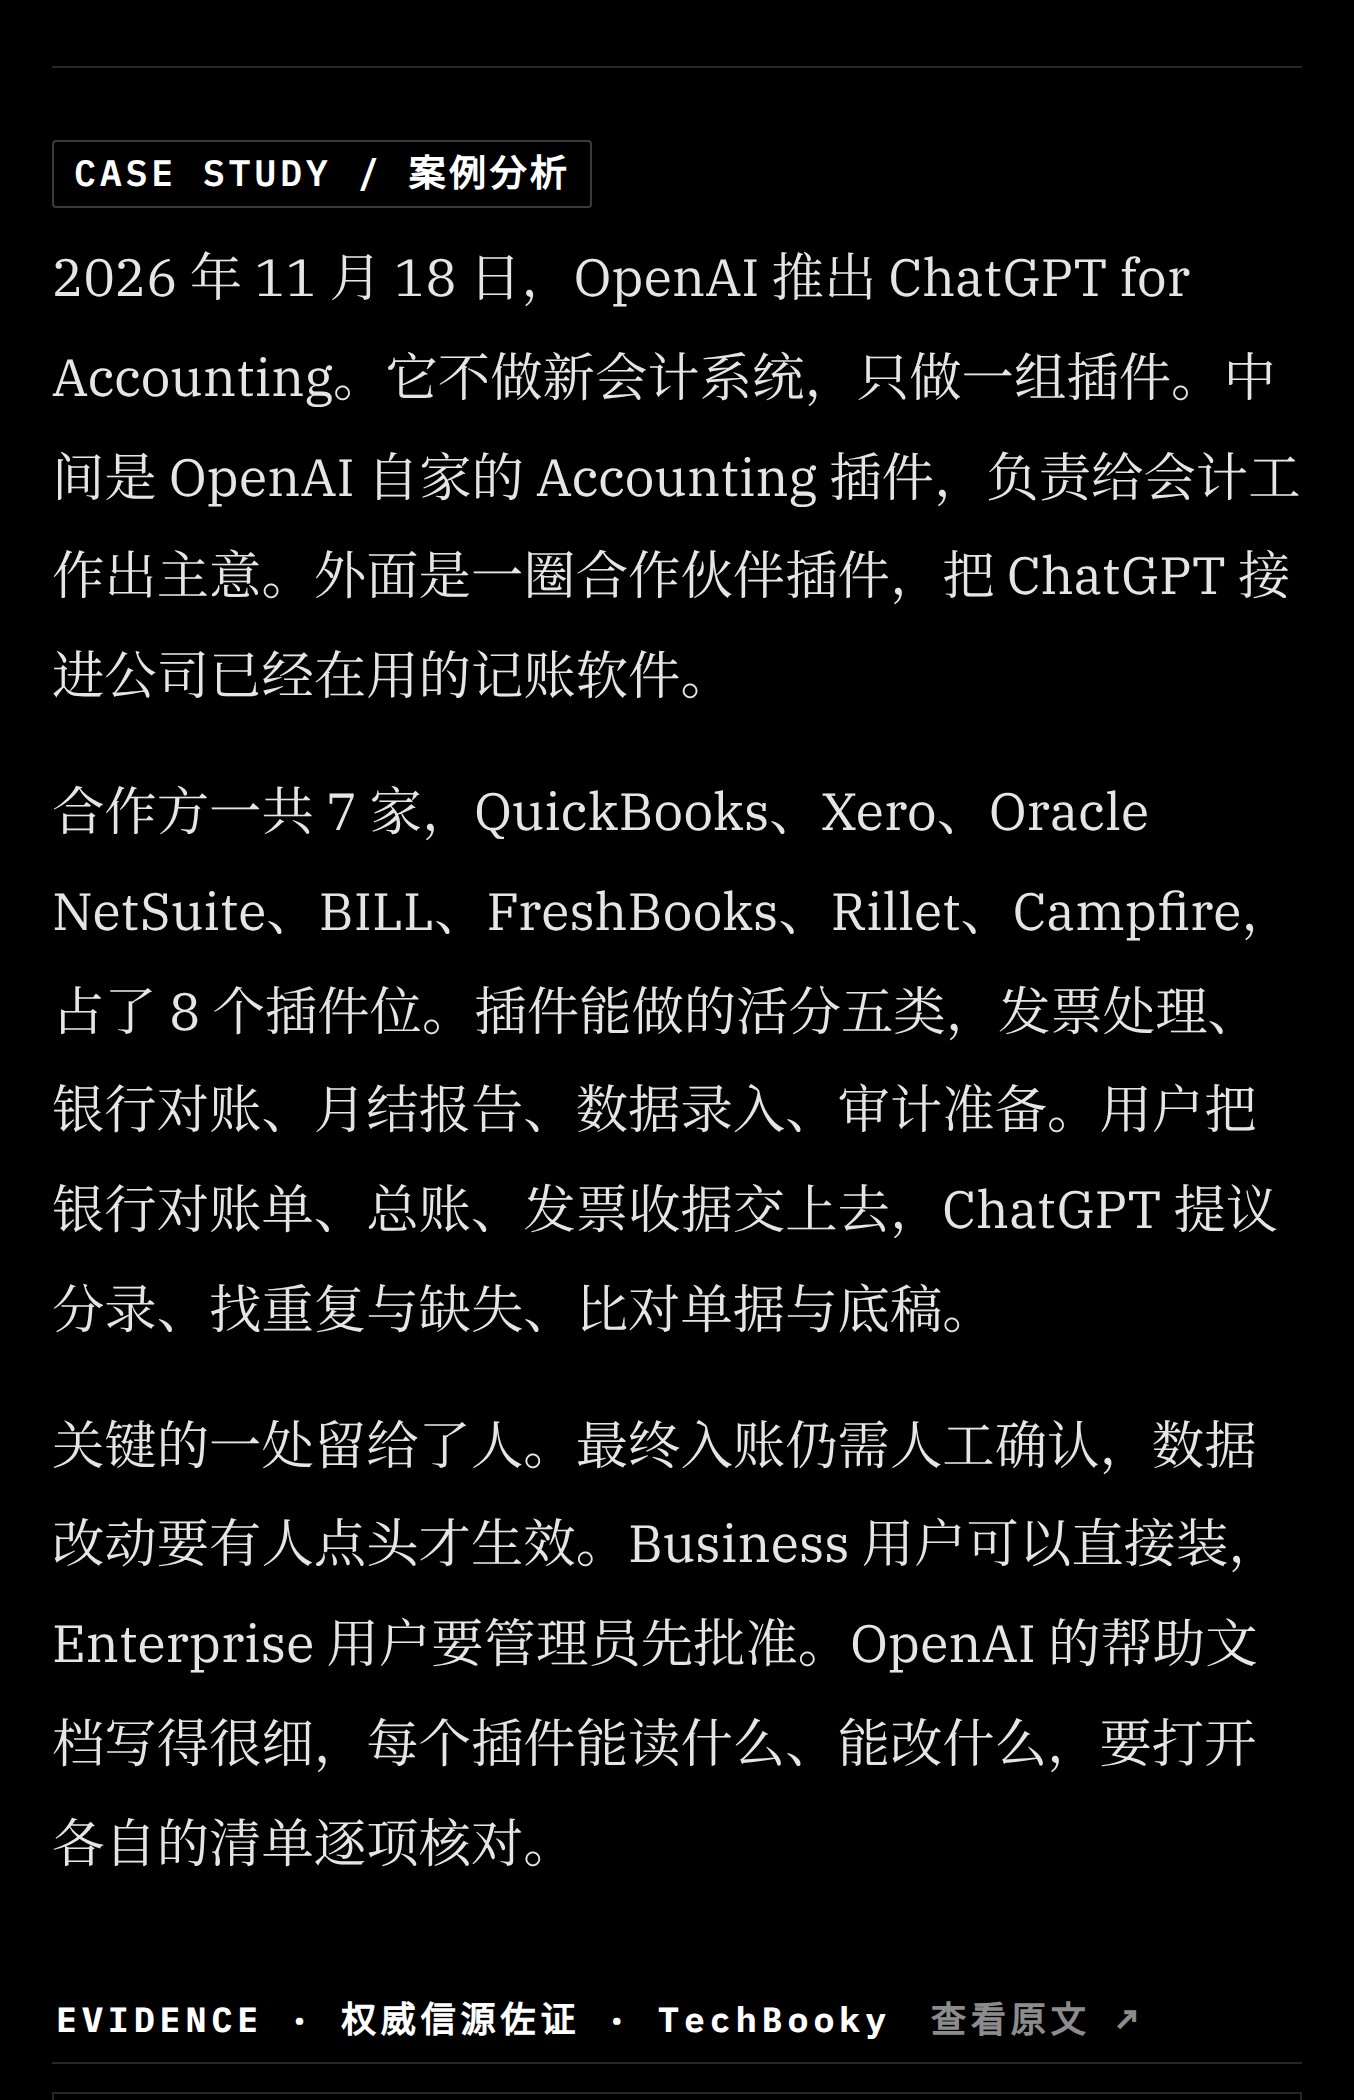 CASE STUDY / 案例分析
2026 年 11 月 18 日，OpenAI 推出 ChatGPT for
Accounting。它不做新会计系统，只做一组插件。中
间是 OpenAI 自家的 Accounting 插件，负责给会计工
作出主意。外面是一圈合作伙伴插件，把 ChatGPT 接
进公司已经在用的记账软件。
合作方一共 7 家，QuickBooks、Xero、Oracle
NetSuite、BILL、FreshBooks、Rillet、Campfire，
占了 8 个插件位。插件能做的活分五类，发票处理、
银行对账、月结报告、数据录入、审计准备。用户把
银行对账单、总账、发票收据交上去，ChatGPT 提议
分录、找重复与缺失、比对单据与底稿。
关键的一处留给了人。最终入账仍需人工确认，数据
改动要有人点头才生效。Business 用户可以直接装，
Enterprise 用户要管理员先批准。OpenAI 的帮助文
档写得很细，每个插件能读什么、能改什么，要打开
各自的清单逐项核对。
EVIDENCE · 权威信源佐证 · TechBooky 查看原文 ↗